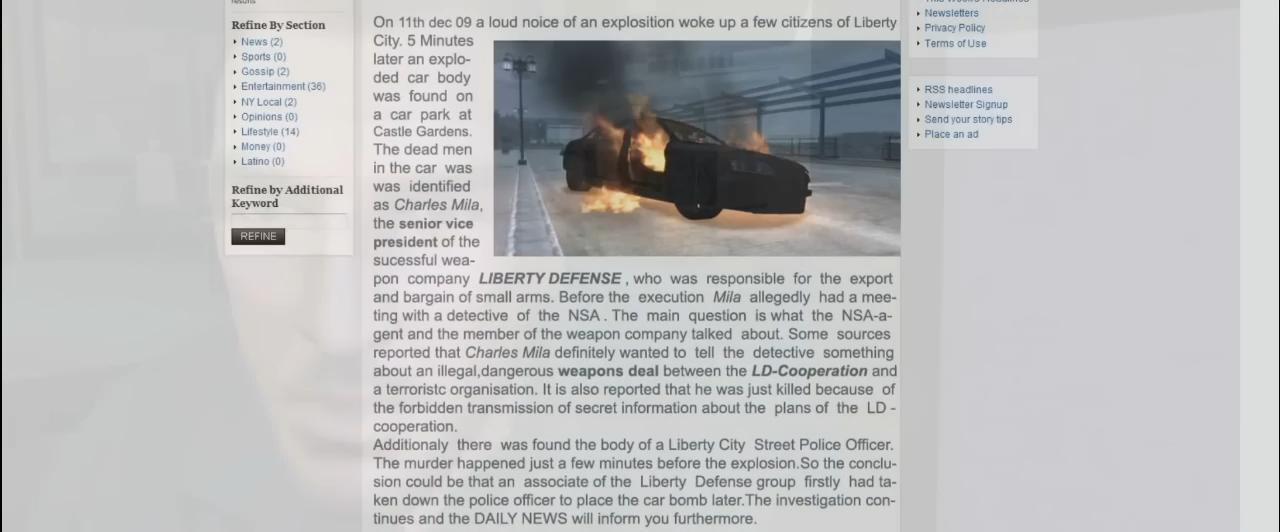 results
Refine By Section
News (2)
Sports (0)
Gossip (2)
Entertainment (36)
NY Local (2)
Opinions (0)
Lifestyle (14)
Money (0)
Latino (0)
Refine by Additional
Keyword
REFINE
On 11th dec 09 a loud noice of an explosition woke up a few citizens of Liberty
City. 5 Minutes
later an explo-
ded car body
was found on
a car park at
Castle Gardens.
The dead men
in the car was
was identified
as Charles Mila,
the senior vice
president of the
sucessful wea-
pon company LIBERTY DEFENSE , who was responsible for the export
and bargain of small arms. Before the execution Mila allegedly had a mee-
ting with a detective of the NSA . The main question is what the NSA-a-
gent and the member of the weapon company talked about. Some sources
reported that Charles Mila definitely wanted to tell the detective something
about an illegal,dangerous weapons deal between the LD-Cooperation and
a terroristc organisation. It is also reported that he was just killed because of
the forbidden transmission of secret information about the plans of the LD -
cooperation.
Additionaly there was found the body of a Liberty City Street Police Officer.
The murder happened just a few minutes before the explosion.So the conclu-
sion could be that an associate of the Liberty Defense group firstly had ta-
ken down the police officer to place the car bomb later.The investigation con-
tinues and the DAILY NEWS will inform you furthermore.
Newsletters
Privacy Policy
Terms of Use
RSS headlines
Newsletter Signup
Send your story tips
Place an ad